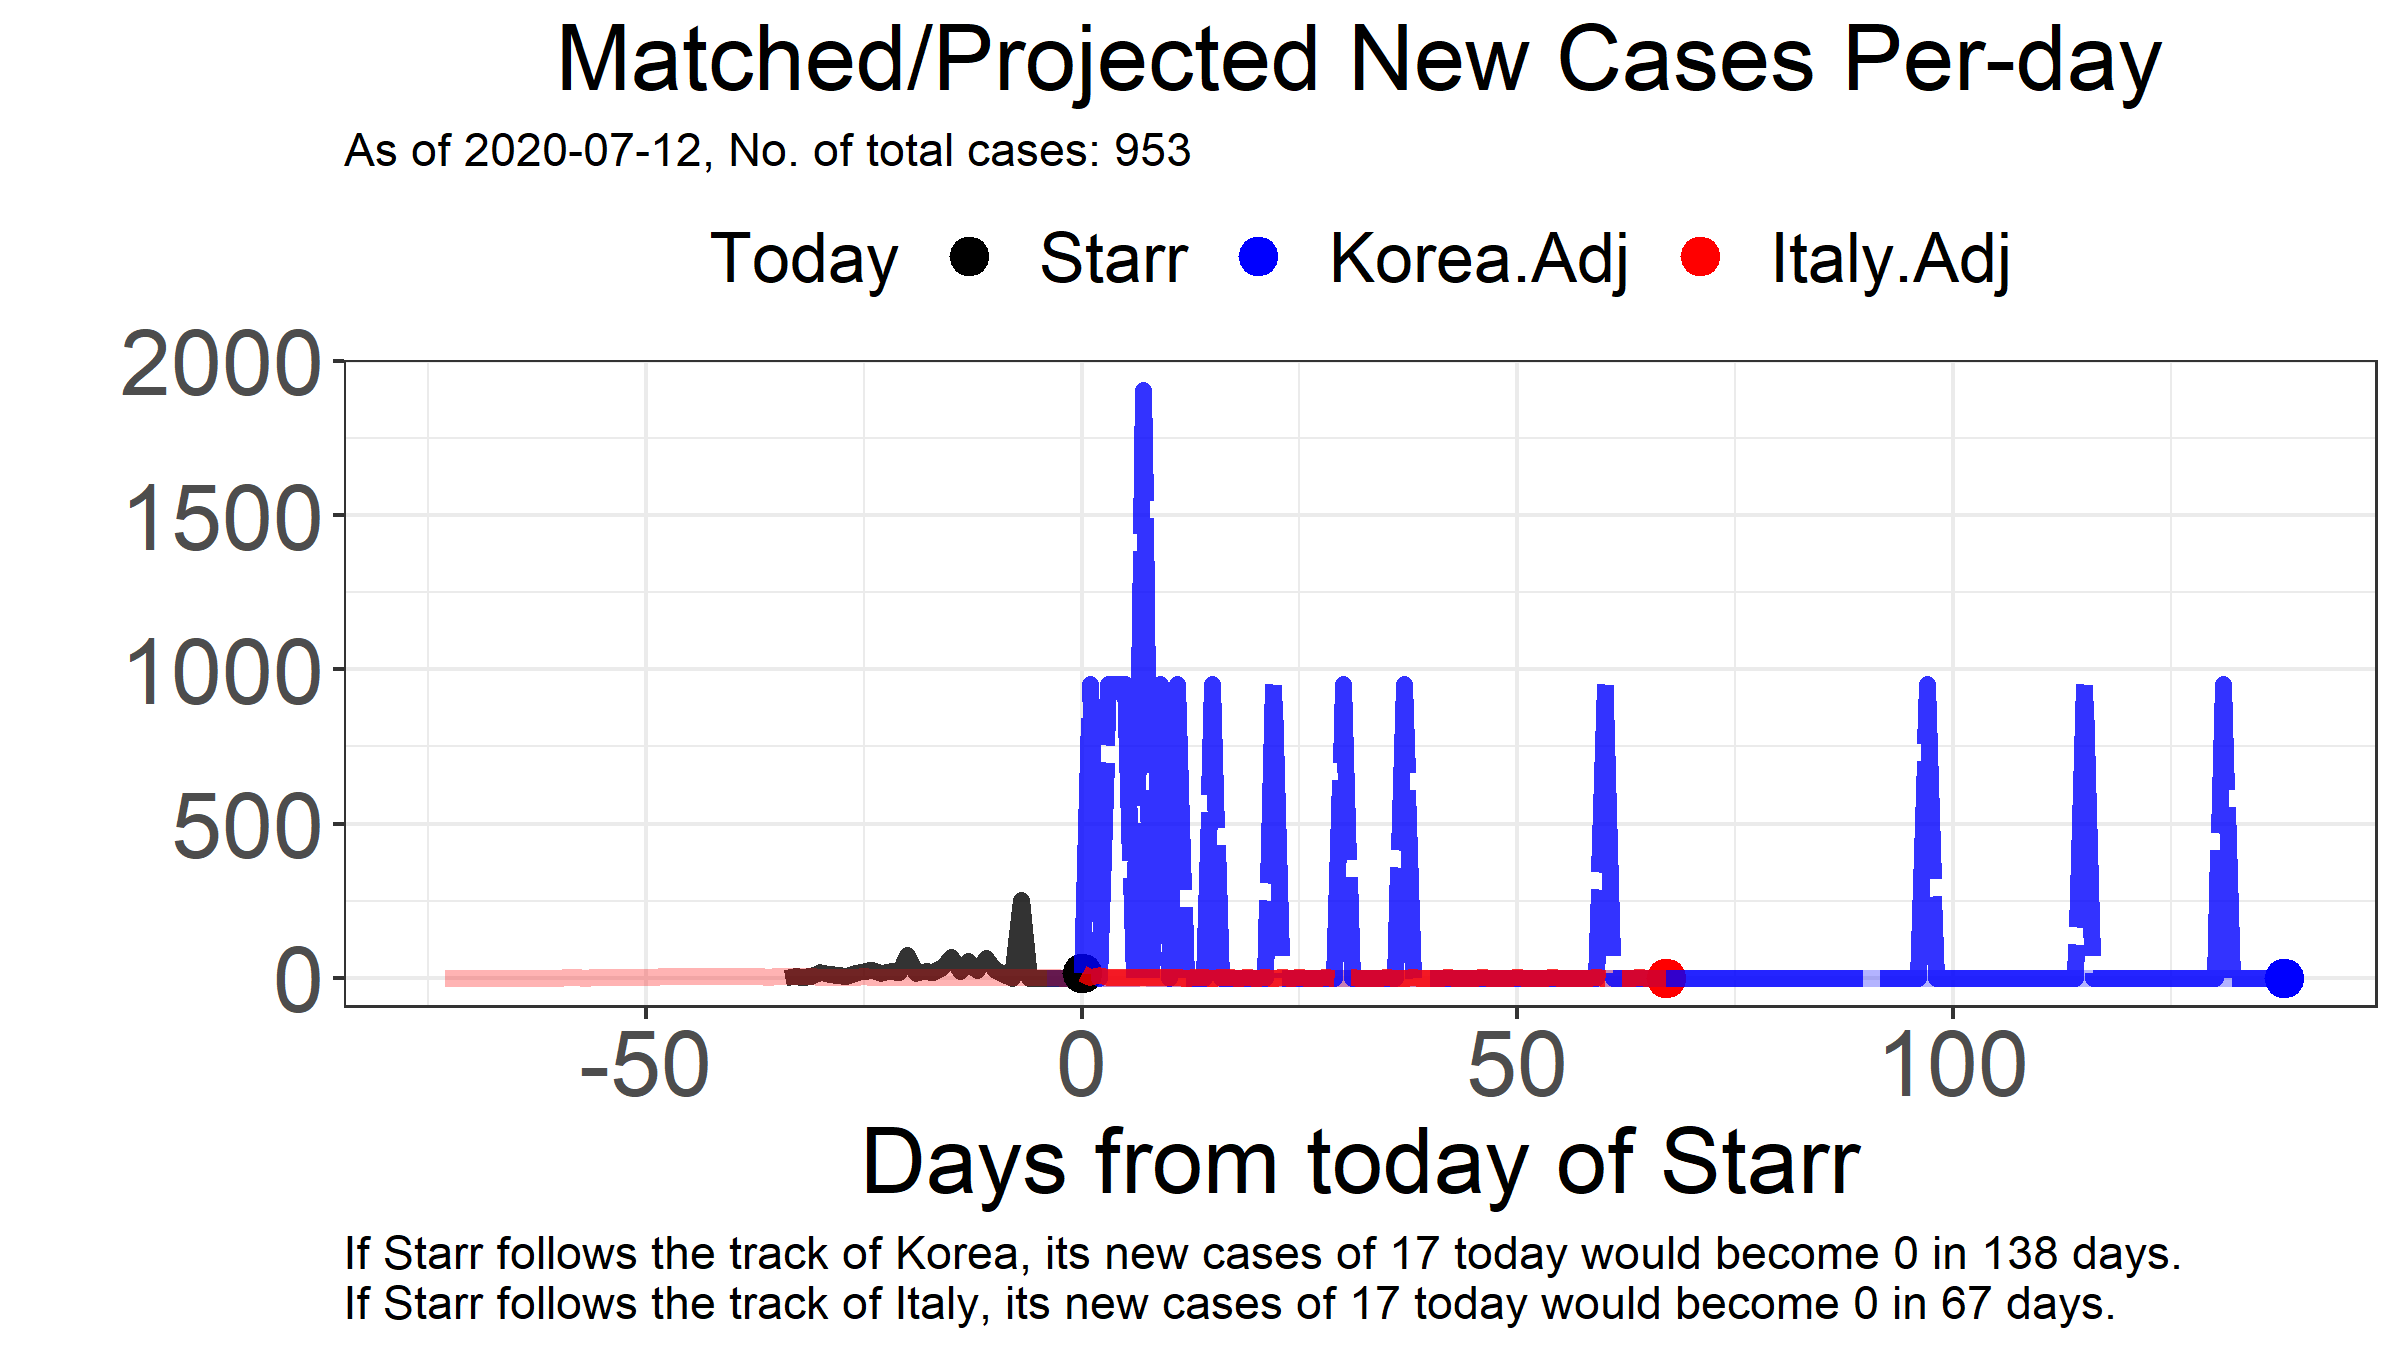 Matched/Projected New Cases Per-day
As of 2020-07-12, No. of total cases: 953
Today Starr Korea.Adj Italy.Adj
2000
1500
1000
500
0
-50 0 50 100
Days from today of Starr
If Starr follows the track of Korea, its new cases of 17 today would become 0 in 138 days.
If Starr follows the track of Italy, its new cases of 17 today would become 0 in 67 days.